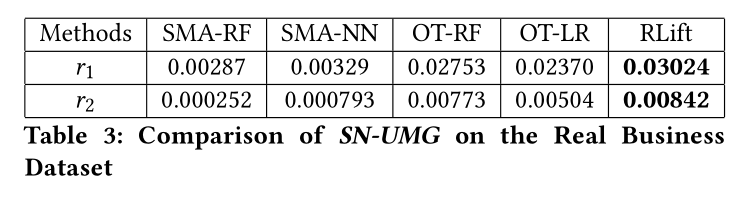 Methods SMA-RF SMA-NN OT-RF OT-LR RLift
r₁ 0.00287 0.00329 0.02753 0.02370 0.03024
r₂ 0.000252 0.000793 0.00773 0.00504 0.00842
Table 3: Comparison of SN-UMG on the Real Business
Dataset